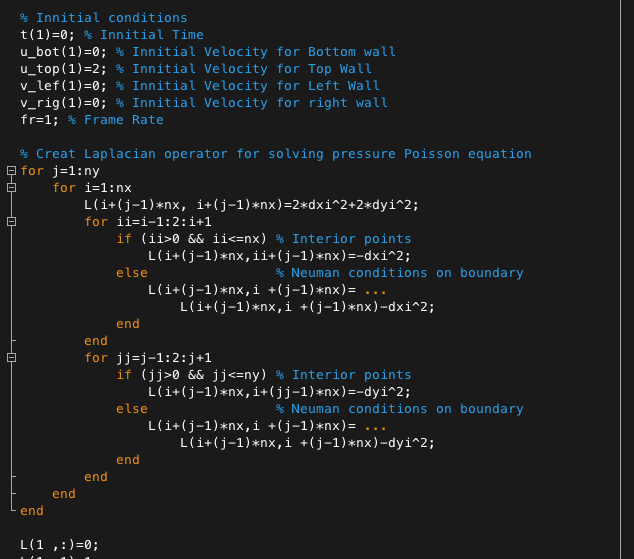 % Innitial conditions
t(1)=0; % Innitial Time
u_bot(1)=0; % Innitial Velocity for Bottom wall
u_top(1)=2; % Innitial Velocity for Top Wall
v_lef(1)=0; % Innitial Velocity for Left Wall
v_rig(1)=0; % Innitial Velocity for right wall
fr=1; % Frame Rate
% Creat Laplacian operator for solving pressure Poisson equation
for j=1:ny
for i=1:nx
L(i+(j-1)*nx, i+(j-1)*nx)=2*dxi^2+2*dyi^2;
for ii=i-1:2:i+1
if (ii>0 && ii<=nx) % Interior points
L(i+(j-1)*nx,ii+(j-1)*nx)=-dxi^2;
else % Neuman conditions on boundary
L(i+(j-1)*nx,i +(j-1)*nx)= ...
L(i+(j-1)*nx,i +(j-1)*nx)-dxi^2;
end
end
for jj=j-1:2:j+1
if (jj>0 && jj<=ny) % Interior points
L(i+(j-1)*nx,i+(jj-1)*nx)=-dyi^2;
else % Neuman conditions on boundary
L(i+(j-1)*nx,i +(j-1)*nx)= ...
L(i+(j-1)*nx,i +(j-1)*nx)-dyi^2;
end
end
end
end
L(1 ,:)=0;